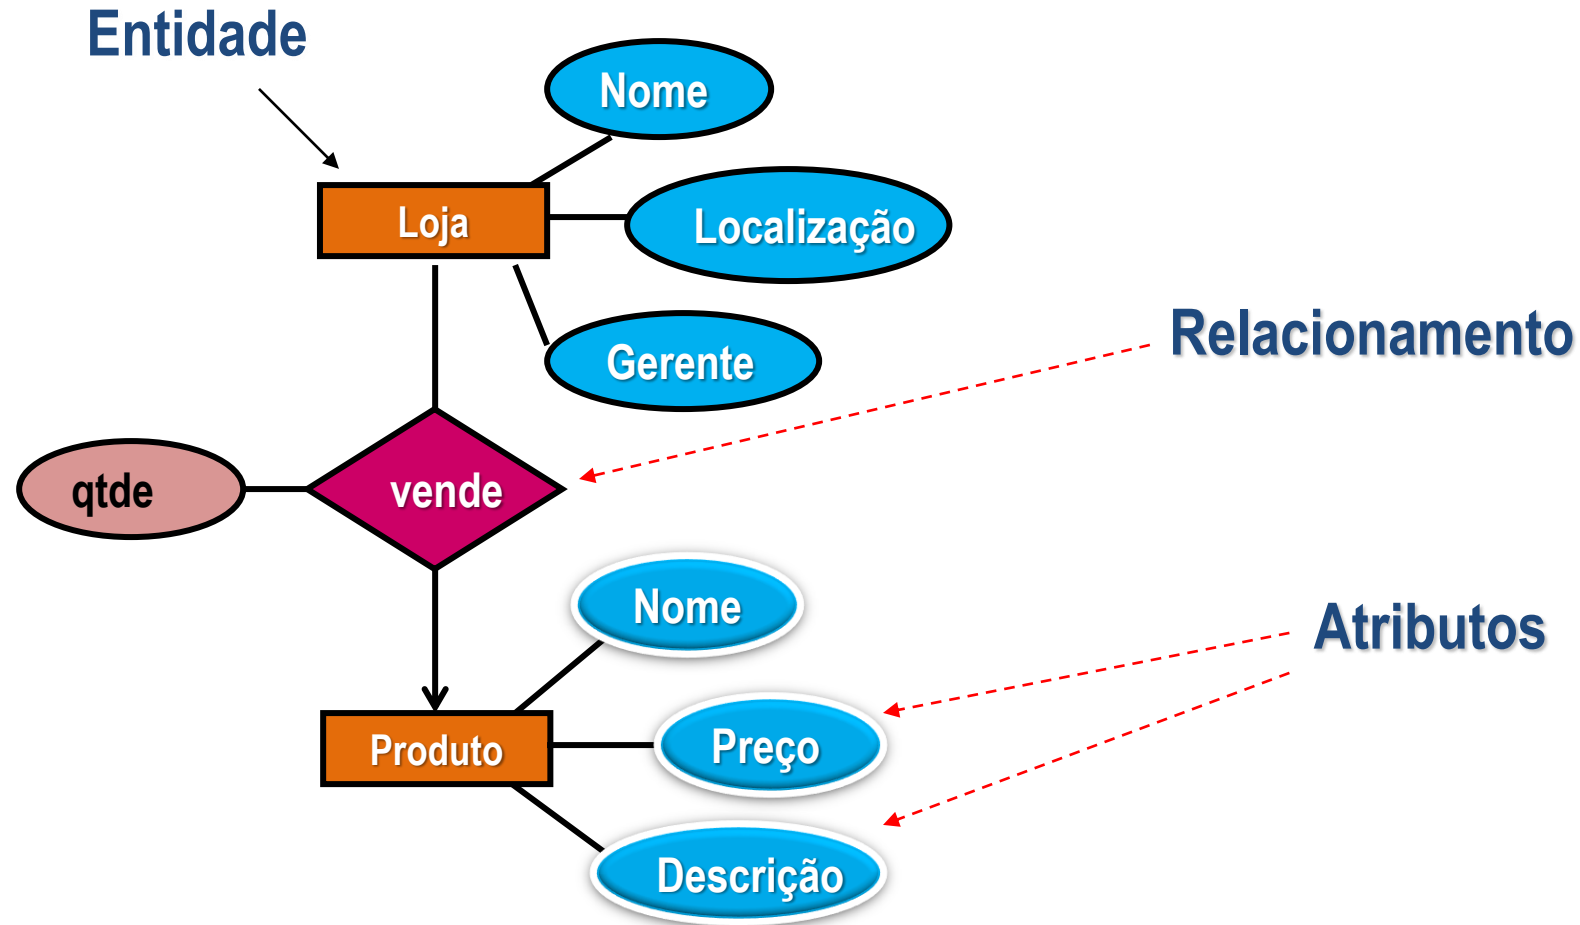 Entidade
Nome
Loja
Localização
Relacionamento
Gerente
qtde
vende
Nome
Atributos
Produto
Preço
Descrição